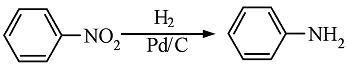 H₂
NO₂
Pd/C
NH₂